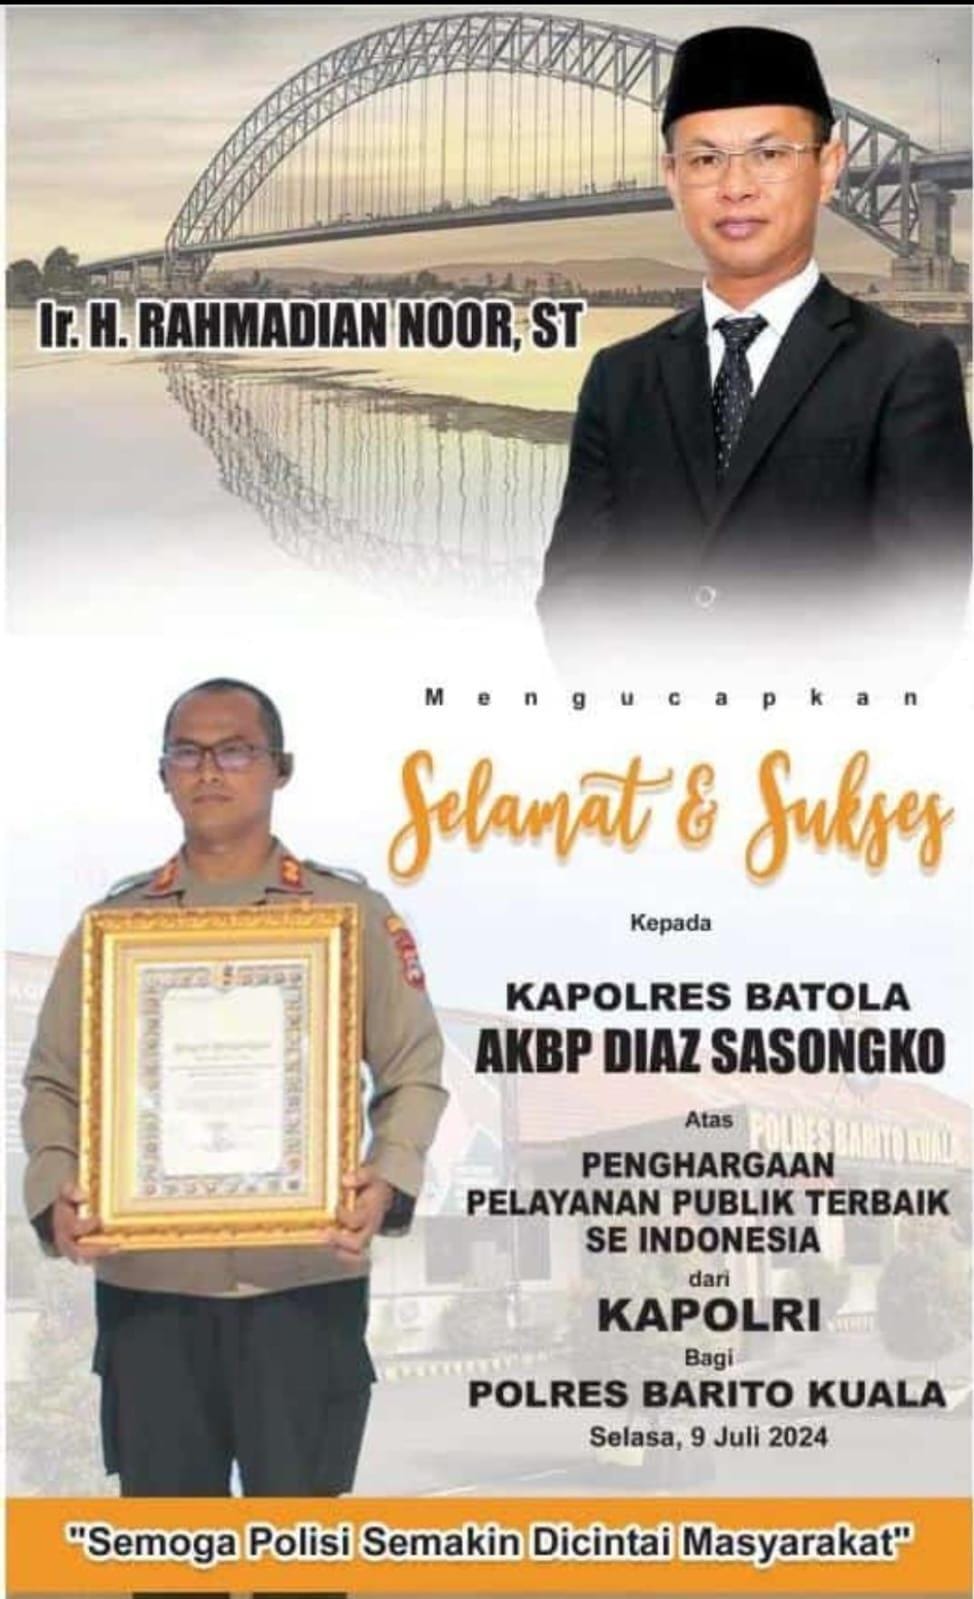 Ir. H. RAHMADIAN NOOR, ST
Mengucapkan
Selamat & Sukses
Kepada
KAPOLRES BATOLA
AKBP DIAZ SASONGKO
Atas
POLRES BARITO KUALA
PENGHARGAAN
PELAYANAN PUBLIK TERBAIK
SE INDONESIA
dari
KAPOLRI
Bagi
POLRES BARITO KUALA
Selasa, 9 Juli 2024
"Semoga Polisi Semakin Dicintai Masyarakat"